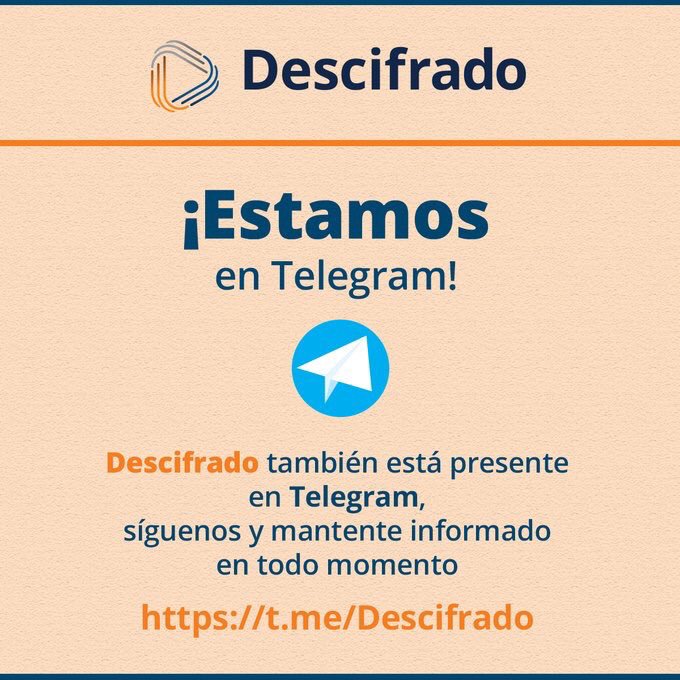 Descifrado
¡Estamos
en Telegram!
Descifrado también está presente
en Telegram,
síguenos y mantente informado
en todo momento
https://t.me/Descifrado